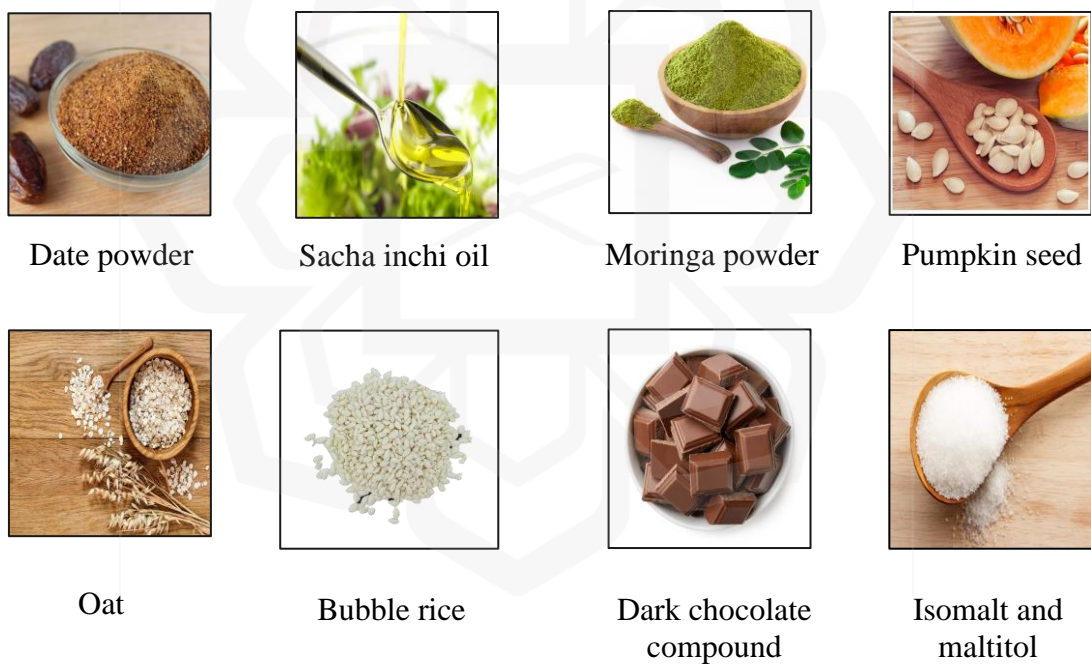 Date powder
Sacha inchi oil
Moringa powder
Pumpkin seed
Oat
Bubble rice
Dark chocolate
compound
Isomalt and
maltitol